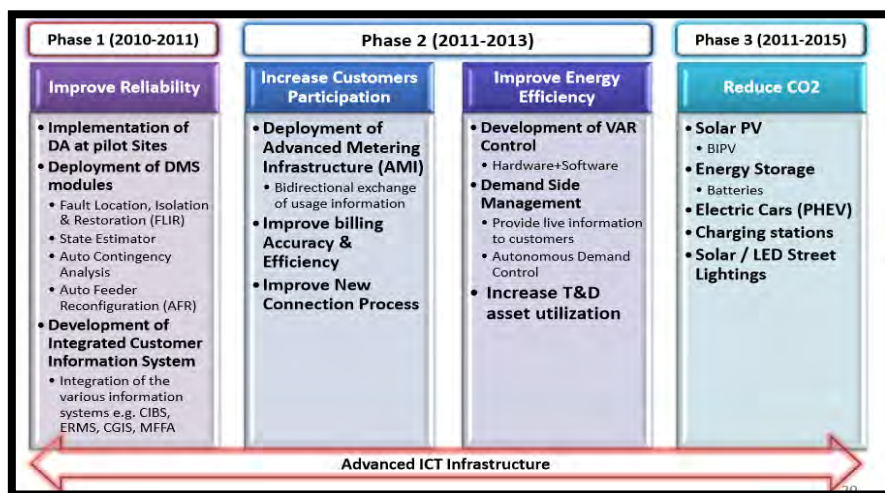 Phase 1 (2010-2011)
Phase 2 (2011-2013)
Phase 3 (2011-2015)
Improve Reliability
• Implementation of
DA at pilot Sites
• Deployment of DMS
modules
• Fault Location, Isolation
& Restoration (FLIR)
• State Estimator
• Auto Contingency
Analysis
• Auto Feeder
Reconfiguration (AFR)
• Development of
Integrated Customer
Information System
• Integration of the
various information
systems e.g. CIBS,
ERMS, CGIS, MFFA
Increase Customers
Participation
• Deployment of
Advanced Metering
Infrastructure (AMI)
• Bidirectional exchange
of usage information
• Improve billing
Accuracy &
Efficiency
• Improve New
Connection Process
Improve Energy
Efficiency
• Development of VAR
Control
• Hardware+Software
• Demand Side
Management
• Provide live information
to customers
• Autonomous Demand
Control
• Increase T&D
asset utilization
Reduce CO2
• Solar PV
• BIPV
• Energy Storage
• Batteries
• Electric Cars (PHEV)
• Charging stations
• Solar / LED Street
Lightings
Advanced ICT Infrastructure